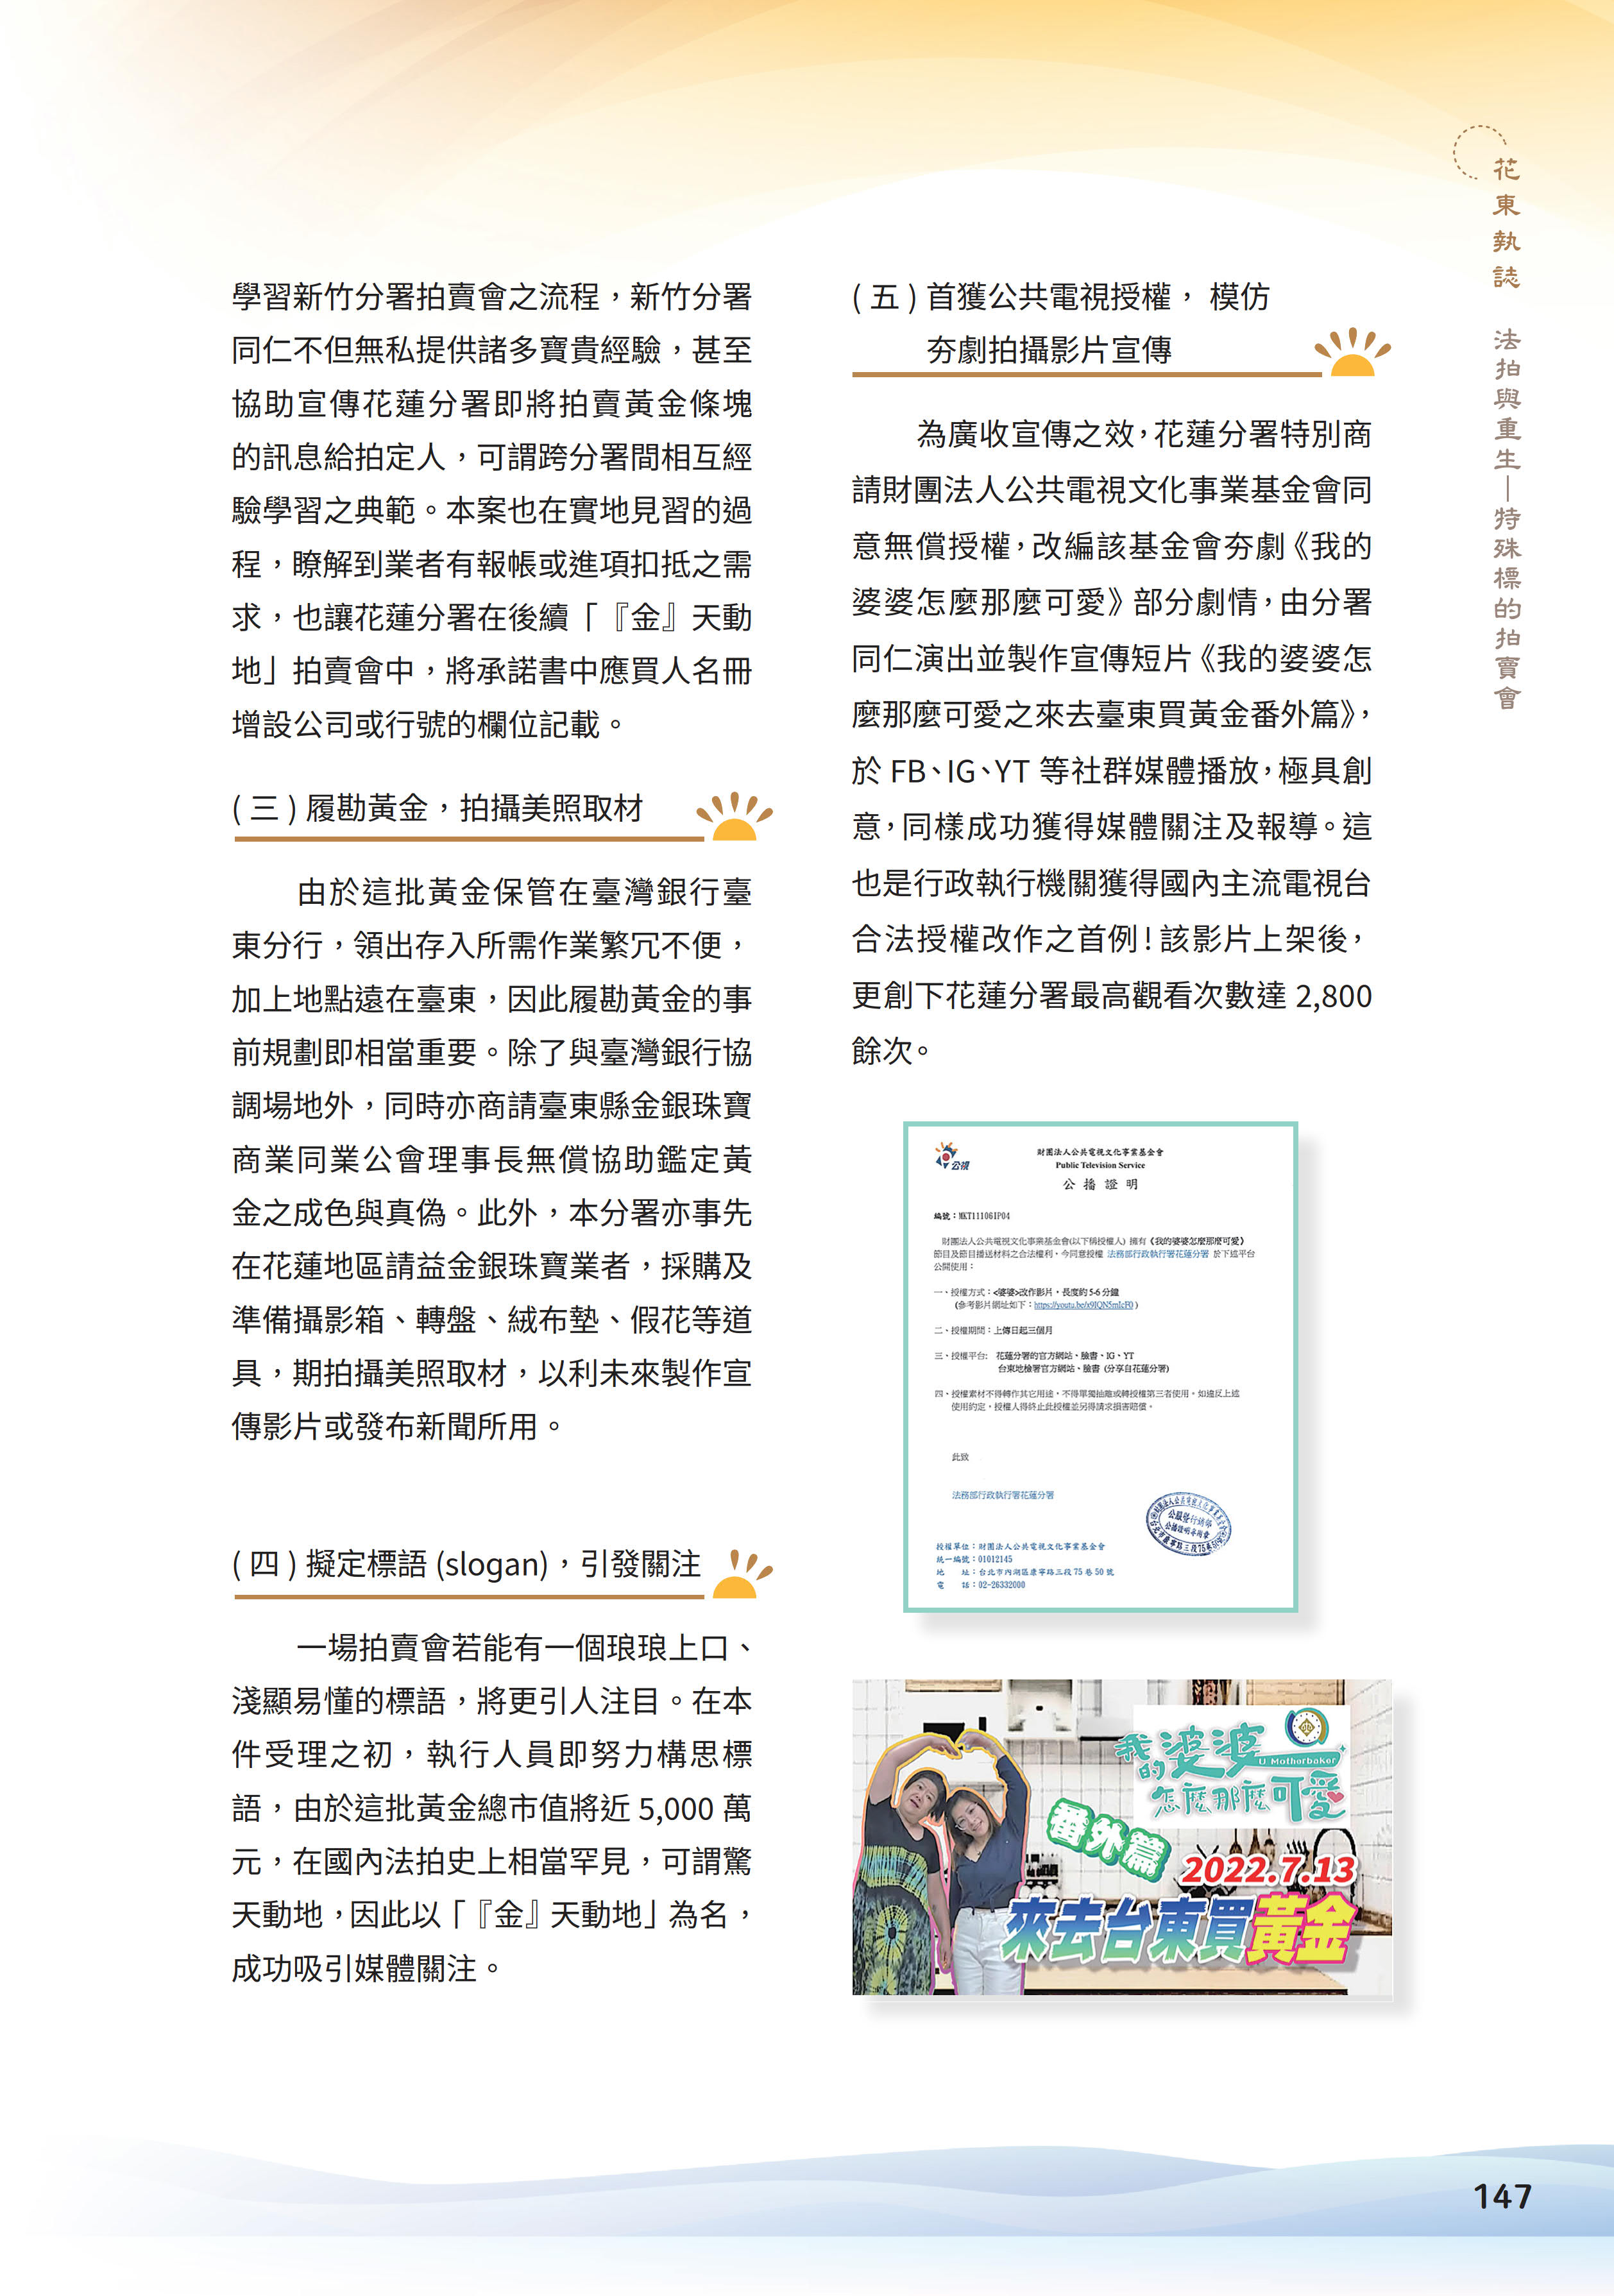 花東執誌 法拍與重生—特殊標的拍賣會
學習新竹分署拍賣會之流程，新竹分署
同仁不但無私提供諸多寶貴經驗，甚至
協助宣傳花蓮分署即將拍賣黃金條塊
的訊息給拍定人，可謂跨分署間相互經
驗學習之典範。本案也在實地見習的過
程，瞭解到業者有報帳或進項扣抵之需
求，也讓花蓮分署在後續「『金』天動
地」拍賣會中，將承諾書中應買人名冊
增設公司或行號的欄位記載。
(三)履勘黃金，拍攝美照取材
由於這批黃金保管在臺灣銀行臺
東分行，領出存入所需作業繁冗不便，
加上地點遠在臺東，因此履勘黃金的事
前規劃即相當重要。除了與臺灣銀行協
調場地外，同時亦商請臺東縣金銀珠寶
商業同業公會理事長無償協助鑑定黃
金之成色與真偽。此外，本分署亦事先
在花蓮地區請益金銀珠寶業者，採購及
準備攝影箱、轉盤、絨布墊、假花等道
具，期拍攝美照取材，以利未來製作宣
傳影片或發布新聞所用。
(四)擬定標語(slogan)，引發關注
一場拍賣會若能有一個琅琅上口、
淺顯易懂的標語，將更引人注目。在本
件受理之初，執行人員即努力構思標
語，由於這批黃金總市值將近 5,000 萬
元，在國內法拍史上相當罕見，可謂驚
天動地，因此以「『金』天動地」為名，
成功吸引媒體關注。
(五)首獲公共電視授權， 模仿
夯劇拍攝影片宣傳
為廣收宣傳之效，花蓮分署特別商
請財團法人公共電視文化事業基金會同
意無償授權，改編該基金會夯劇《我的
婆婆怎麼那麼可愛》部分劇情，由分署
同仁演出並製作宣傳短片《我的婆婆怎
麼那麼可愛之來去臺東買黃金番外篇》，
於 FB、IG、YT 等社群媒體播放，極具創
意，同樣成功獲得媒體關注及報導。這
也是行政執行機關獲得國內主流電視台
合法授權改作之首例！該影片上架後，
更創下花蓮分署最高觀看次數達 2,800
餘次。
公視
財團法人公共電視文化事業基金會
Public Television Service
公播證明
編號：MKT111061P04
財團法人公共電視文化事業基金會(以下稱授權人) 擁有《我的婆婆怎麼那麼可愛》
節目及節目播送材料之合法權利，今同意授權 法務部行政執行署花蓮分署 於下述平台
公開使用：
一、授權方式：<婆婆>改作影片，長度約 5-6 分鐘
(參考影片網址如下：https://youtu.be/x9IQN5mIcF0 )
二、授權期間：上傳日起三個月
三、授權平台： 花蓮分署的官方網站、臉書、IG、YT
台東地檢署官方網站、臉書 (分享自花蓮分署)
四、授權素材不得轉作其它用途，不得單獨抽離或轉授權第三者使用，如違反上述
使用約定，授權人得終止此授權並另得請求損害賠償。
此致
法務部行政執行署花蓮分署
授權單位：財團法人公共電視文化事業基金會
統一編號：01012145
地 址：台北市內湖區康寧路三段 75 巷 50 號
電 話：02-26332000
我的婆婆
U Motherbaker
怎麼那麼可愛
番外篇
2022.7.13
來去台東買黃金
147